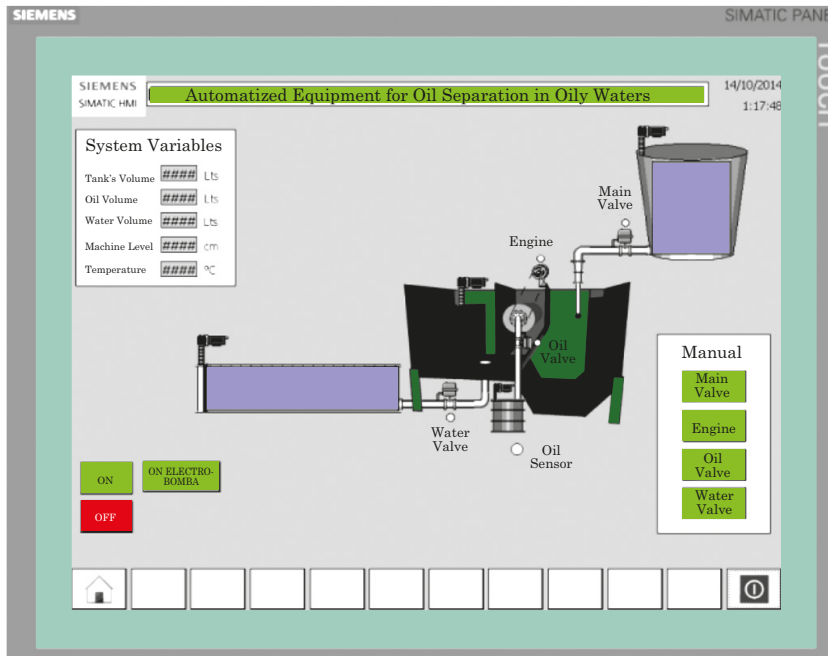 SIEMENS
SIMATIC PANE
TOUCH
SIEMENS
SIMATIC HMI
Automatized Equipment for Oil Separation in Oily Waters
14/10/2014
1:17:48
System Variables
Tank's Volume #### Lts
Oil Volume #### Lts
Water Volume #### Lts
Machine Level #### cm
Temperature #### ºC
Main
Valve
Engine
Oil
Valve
Water
Valve
Oil
Sensor
Manual
Main
Valve
Engine
Oil
Valve
Water
Valve
ON
ON ELECTRO-
BOMBA
OFF